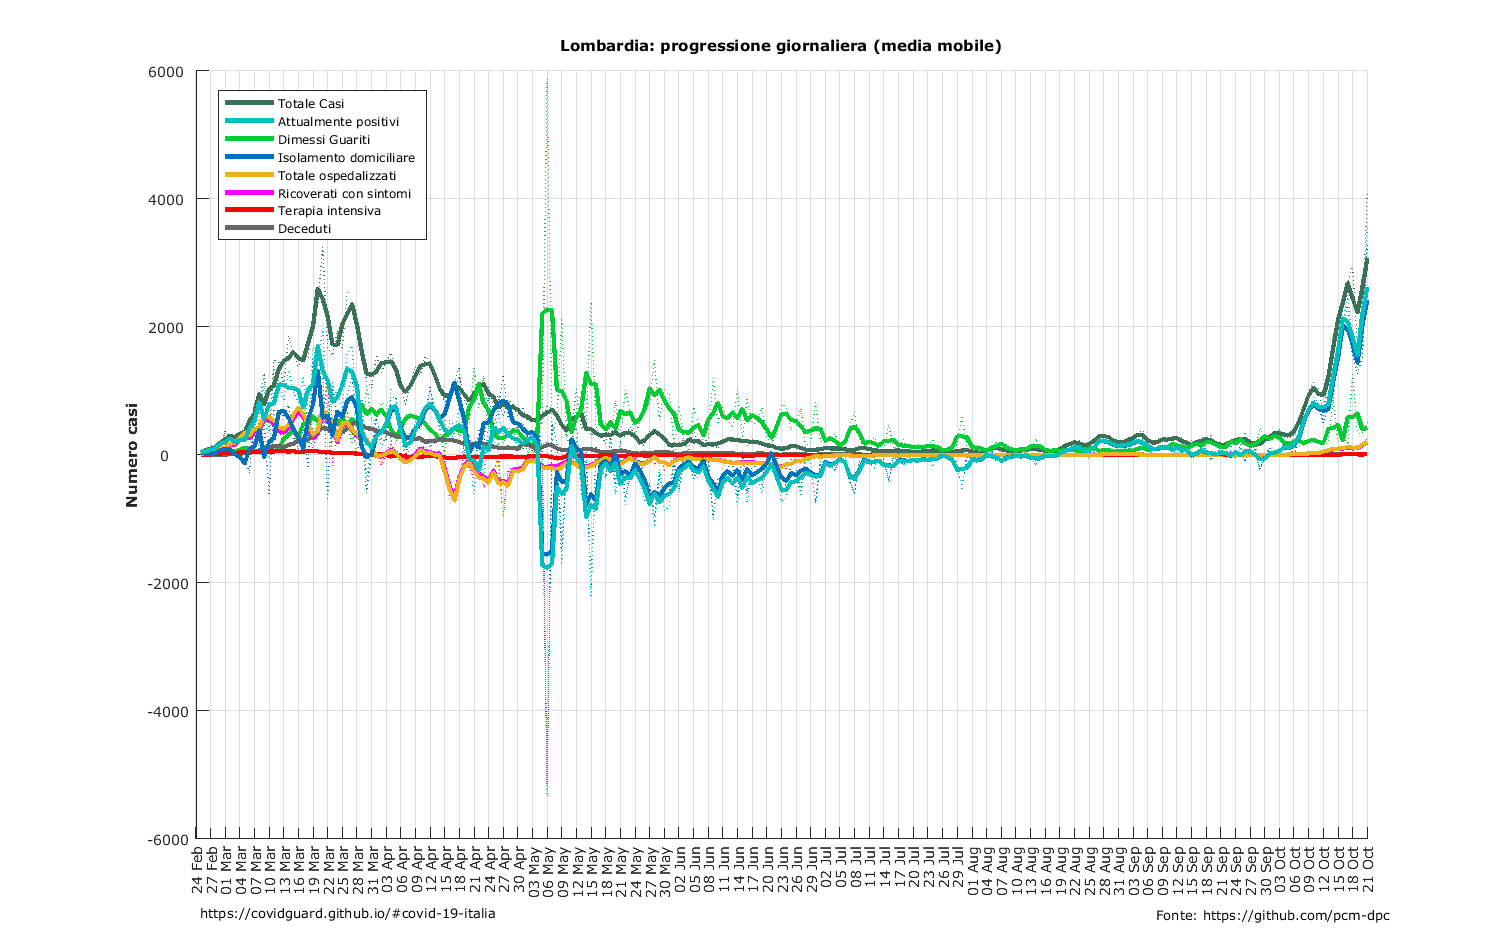 Lombardia: progressione giornaliera (media mobile)
Numero casi
6000
4000
2000
0
-2000
-4000
-6000
Totale Casi
Attualmente positivi
Dimessi Guariti
Isolamento domiciliare
Totale ospedalizzati
Ricoverati con sintomi
Terapia intensiva
Deceduti
24 Feb
27 Feb
01 Mar
04 Mar
07 Mar
10 Mar
13 Mar
16 Mar
19 Mar
22 Mar
25 Mar
28 Mar
31 Mar
03 Apr
06 Apr
09 Apr
12 Apr
15 Apr
18 Apr
21 Apr
24 Apr
27 Apr
30 Apr
03 May
06 May
09 May
12 May
15 May
18 May
21 May
24 May
27 May
30 May
02 Jun
05 Jun
08 Jun
11 Jun
14 Jun
17 Jun
20 Jun
23 Jun
26 Jun
29 Jun
02 Jul
05 Jul
08 Jul
11 Jul
14 Jul
17 Jul
20 Jul
23 Jul
26 Jul
29 Jul
01 Aug
04 Aug
07 Aug
10 Aug
13 Aug
16 Aug
19 Aug
22 Aug
25 Aug
28 Aug
31 Aug
03 Sep
06 Sep
09 Sep
12 Sep
15 Sep
18 Sep
21 Sep
24 Sep
27 Sep
30 Sep
03 Oct
06 Oct
09 Oct
12 Oct
15 Oct
18 Oct
21 Oct
https://covidguard.github.io/#covid-19-italia
Fonte: https://github.com/pcm-dpc